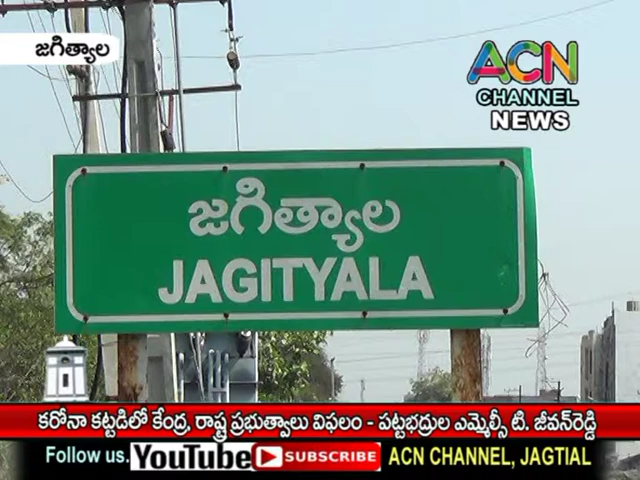 జగిత్యాల
ACN
CHANNEL
NEWS
జగిత్యాల
JAGITYALA
కరోనా కట్టడిలో కేంద్ర, రాష్ట్ర ప్రభుత్వాలు విఫలం - పట్టభద్రుల ఎమ్మెల్సీ టి. జీవన్‌రెడ్డి
Follow us. YouTube SUBSCRIBE ACN CHANNEL, JAGTIAL